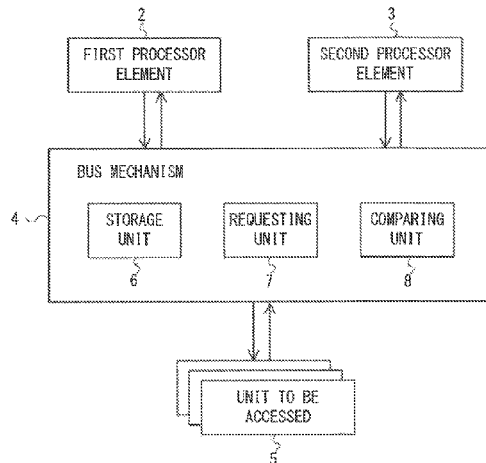 2
3
FIRST PROCESSOR
ELEMENT
SECOND PROCESSOR
ELEMENT
BUS MECHANISM
4
STORAGE
UNIT
REQUESTING
UNIT
COMPARING
UNIT
6
7
8
UNIT TO BE
ACCESSED
5